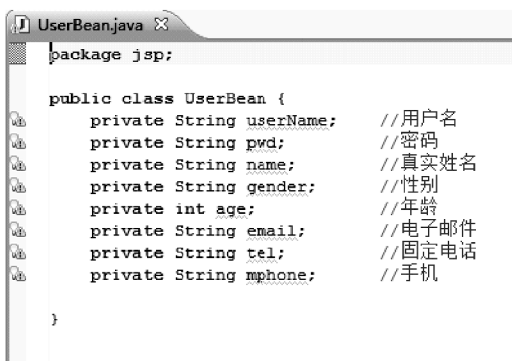 UserBean.java
package jsp;
public class UserBean {
private String userName; //用户名
private String pwd; //密码
private String name; //真实姓名
private String gender; //性别
private int age; //年龄
private String email; //电子邮件
private String tel; //固定电话
private String mphone; //手机
}